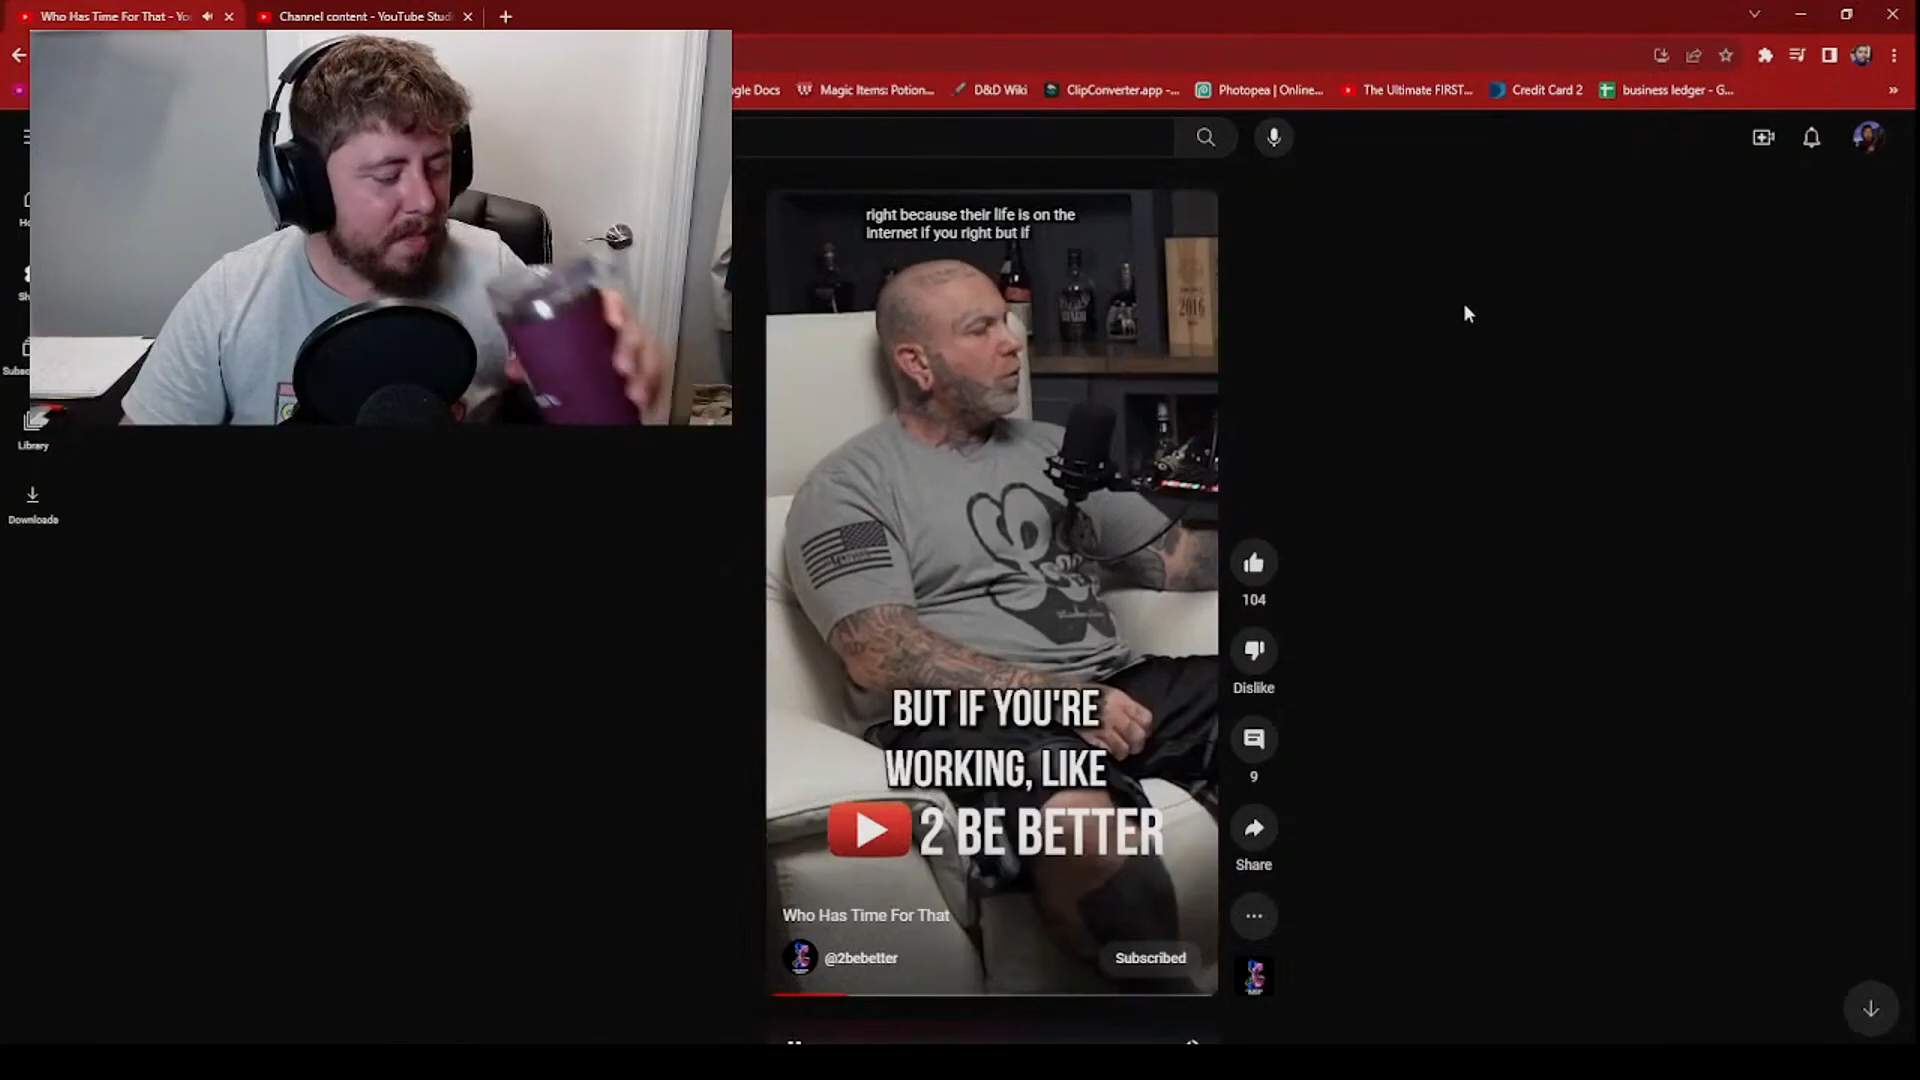 Who Has Time For That - Yo
Channel content - YouTube Studi
gle Docs
Magic Items: Potion...
D&D Wiki
ClipConverter.app -...
Photopea | Online...
The Ultimate FIRST...
Credit Card 2
business ledger - G...
right because their life is on the
internet if you right but if
2016
BUT IF YOU'RE
WORKING, LIKE
2 BE BETTER
Who Has Time For That
@2bebetter
Subscribed
104
Dislike
9
Share
Subsc
Library
Downloads